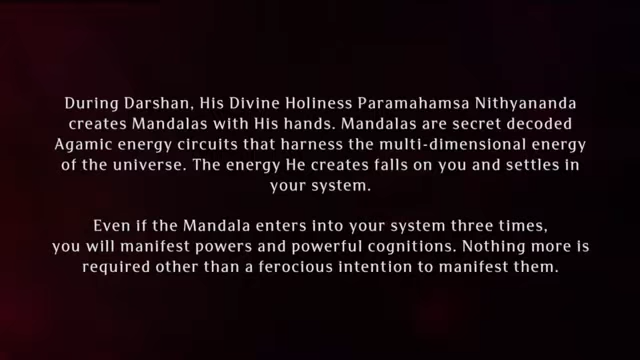 During Darshan, His Divine Holiness Paramahamsa Nithyananda
creates Mandalas with His hands. Mandalas are secret decoded
Agamic energy circuits that harness the multi-dimensional energy
of the universe. The energy He creates falls on you and settles in
your system.
Even if the Mandala enters into your system three times,
you will manifest powers and powerful cognitions. Nothing more is
required other than a ferocious intention to manifest them.